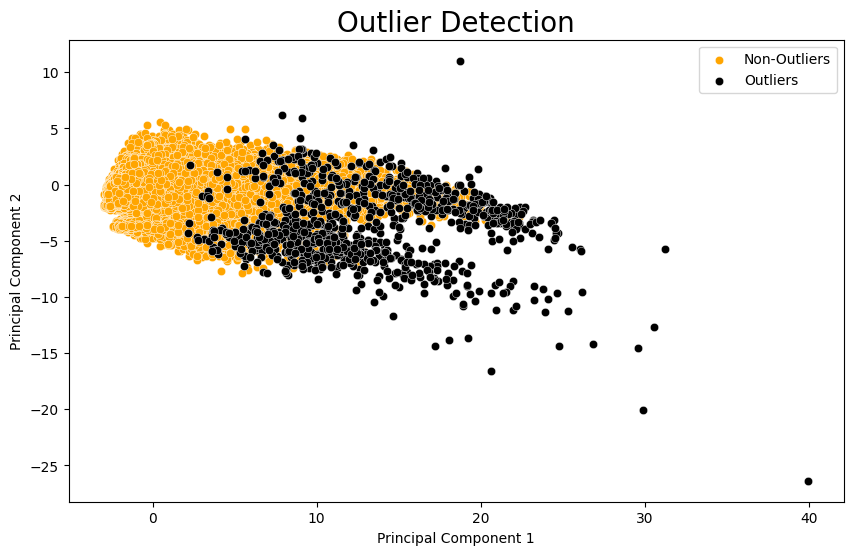 Outlier Detection
Non-Outliers
Outliers
10
5
0
−5
−10
−15
−20
−25
Principal Component 2
0
10
20
30
40
Principal Component 1